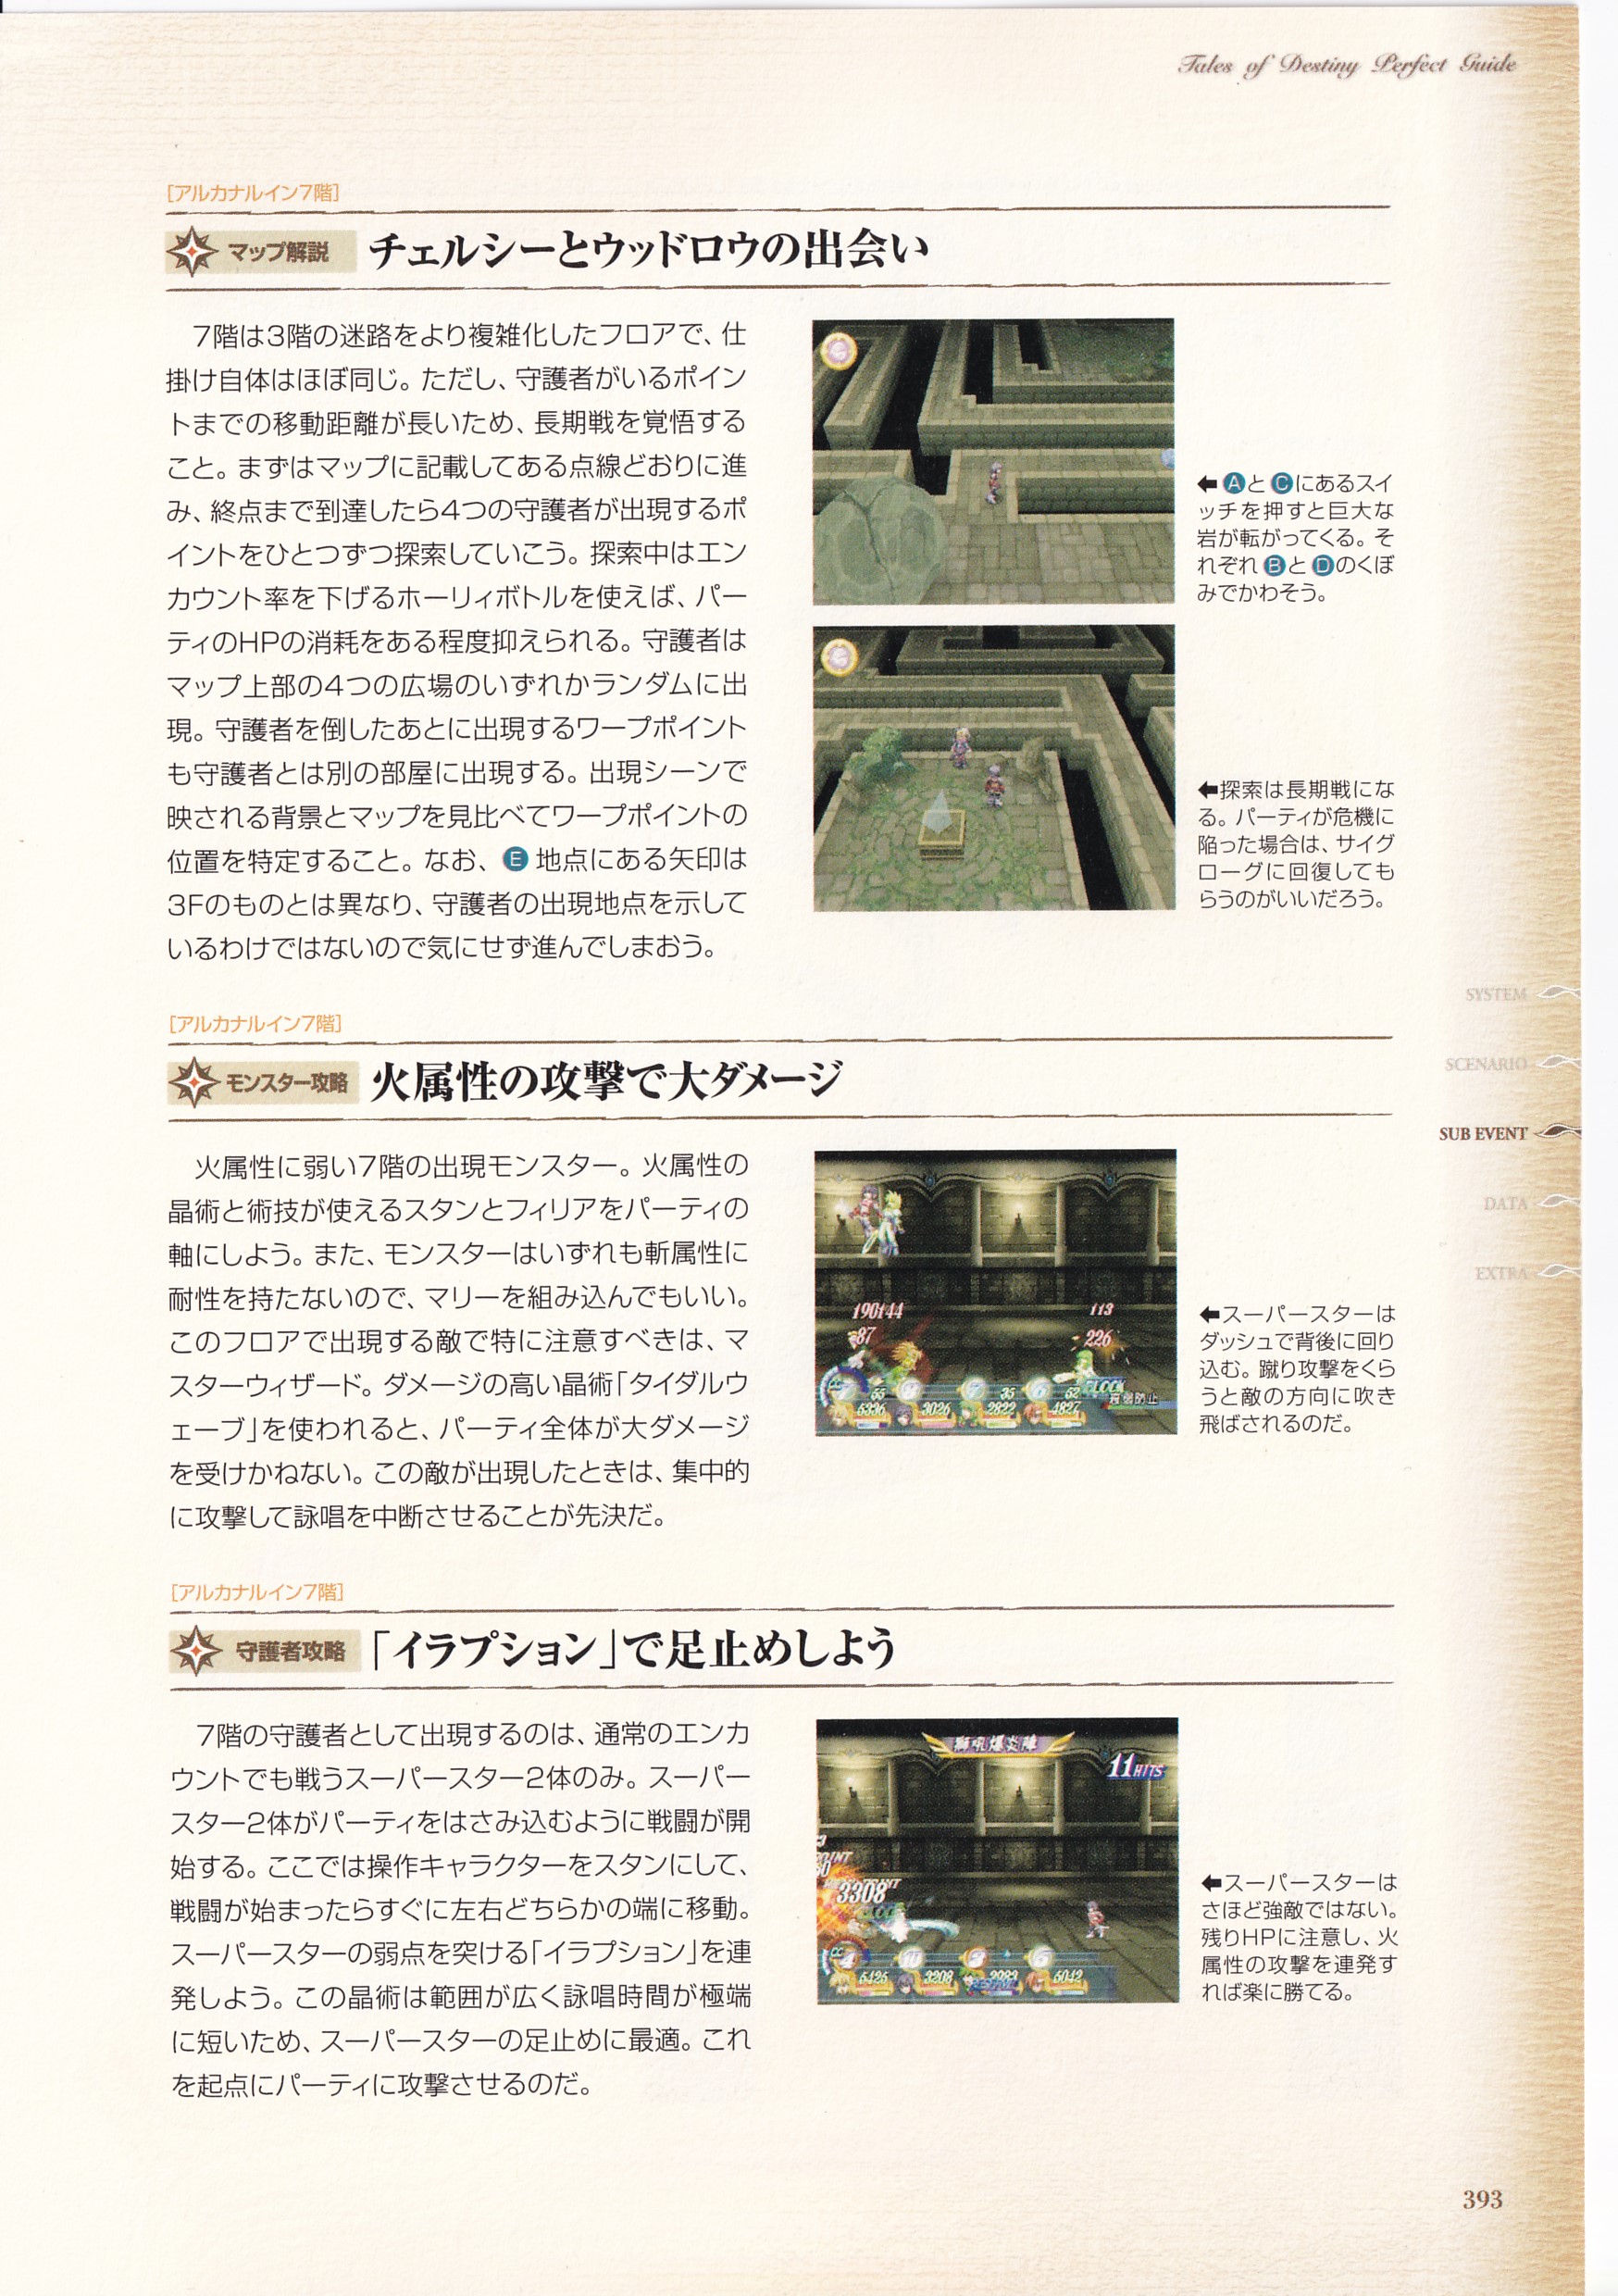 Tales of Destiny Perfect Guide
[アルカナルイン7階]
マップ解説
チェルシーとウッドロウの出会い
7階は3階の迷路をより複雑化したフロアで、仕
掛け自体はほぼ同じ。ただし、守護者がいるポイン
トまでの移動距離が長いため、長期戦を覚悟する
こと。まずはマップに記載してある点線どおりに進
み、終点まで到達したら4つの守護者が出現するポ
イントをひとつずつ探索していこう。探索中はエン
カウント率を下げるホーリィボトルを使えば、パー
ティのHPの消耗をある程度抑えられる。守護者は
マップ上部の4つの広場のいずれかランダムに出
現。守護者を倒したあとに出現するワープポイント
も守護者とは別の部屋に出現する。出現シーンで
映される背景とマップを見比べてワープポイントの
位置を特定すること。なお、E地点にある矢印は
3Fのものとは異なり、守護者の出現地点を示して
いるわけではないので気にせず進んでしまおう。
←AとCにあるスイ
ッチを押すと巨大な
岩が転がってくる。そ
れぞれBとDのくぼ
みでかわそう。
←探索は長期戦にな
る。パーティが危機に
陥った場合は、サイグ
ローグに回復しても
らうのがいいだろう。
SYSTEM
SCENARIO
SUB EVENT
DATA
EXTRA
[アルカナルイン7階]
モンスター攻略
火属性の攻撃で大ダメージ
火属性に弱い7階の出現モンスター。火属性の
晶術と術技が使えるスタンとフィリアをパーティの
軸にしよう。また、モンスターはいずれも斬属性に
耐性を持たないので、マリーを組み込んでもいい。
このフロアで出現する敵で特に注意すべきは、マ
スターウィザード。ダメージの高い晶術「タイダルウ
ェーブ」を使われると、パーティ全体が大ダメージ
を受けかねない。この敵が出現したときは、集中的
に攻撃して詠唱を中断させることが先決だ。
190144
87
113
226
55
35
52
5336
3026
2822
4827
←スーパースターは
ダッシュで背後に回り
込む。蹴り攻撃をくら
うと敵の方向に吹き
飛ばされるのだ。
[アルカナルイン7階]
守護者攻略
「イラプション」で足止めしよう
7階の守護者として出現するのは、通常のエンカ
ウントでも戦うスーパースター2体のみ。スーパー
スター2体がパーティをはさみ込むように戦闘が開
始する。ここでは操作キャラクターをスタンにして、
戦闘が始まったらすぐに左右どちらかの端に移動。
スーパースターの弱点を突ける「イラプション」を連
発しよう。この晶術は範囲が広く詠唱時間が極端
に短いため、スーパースターの足止めに最適。これ
を起点にパーティに攻撃させるのだ。
獅吼爆炎陣
11HITS
3308
5425
3208
5042
←スーパースターは
さほど強敵ではない。
残りHPに注意し、火
属性の攻撃を連発す
れば楽に勝てる。
393